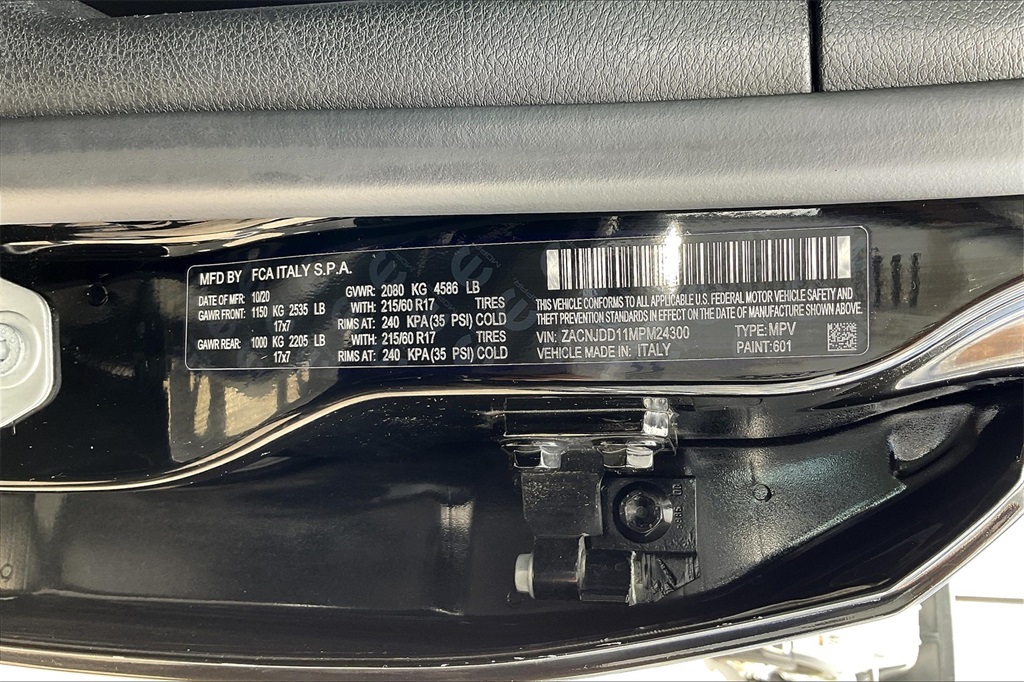 MFD BY FCA ITALY S.P.A.
DATE OF MFR: 10/20 GVWR: 2080 KG 4586 LB
GAWR FRONT: 1150 KG 2535 LB WITH: 215/60 R17 TIRES
17x7 RIMS AT: 240 KPA (35 PSI) COLD
GAWR REAR: 1000 KG 2205 LB WITH: 215/60 R17 TIRES
17x7 RIMS AT: 240 KPA (35 PSI) COLD
THIS VEHICLE CONFORMS TO ALL APPLICABLE U.S. FEDERAL MOTOR VEHICLE SAFETY AND
THEFT PREVENTION STANDARDS IN EFFECT ON THE DATE OF MANUFACTURE SHOWN ABOVE.
VIN: ZACNJDD11MPM24300 TYPE: MPV
VEHICLE MADE IN: ITALY PAINT: 601